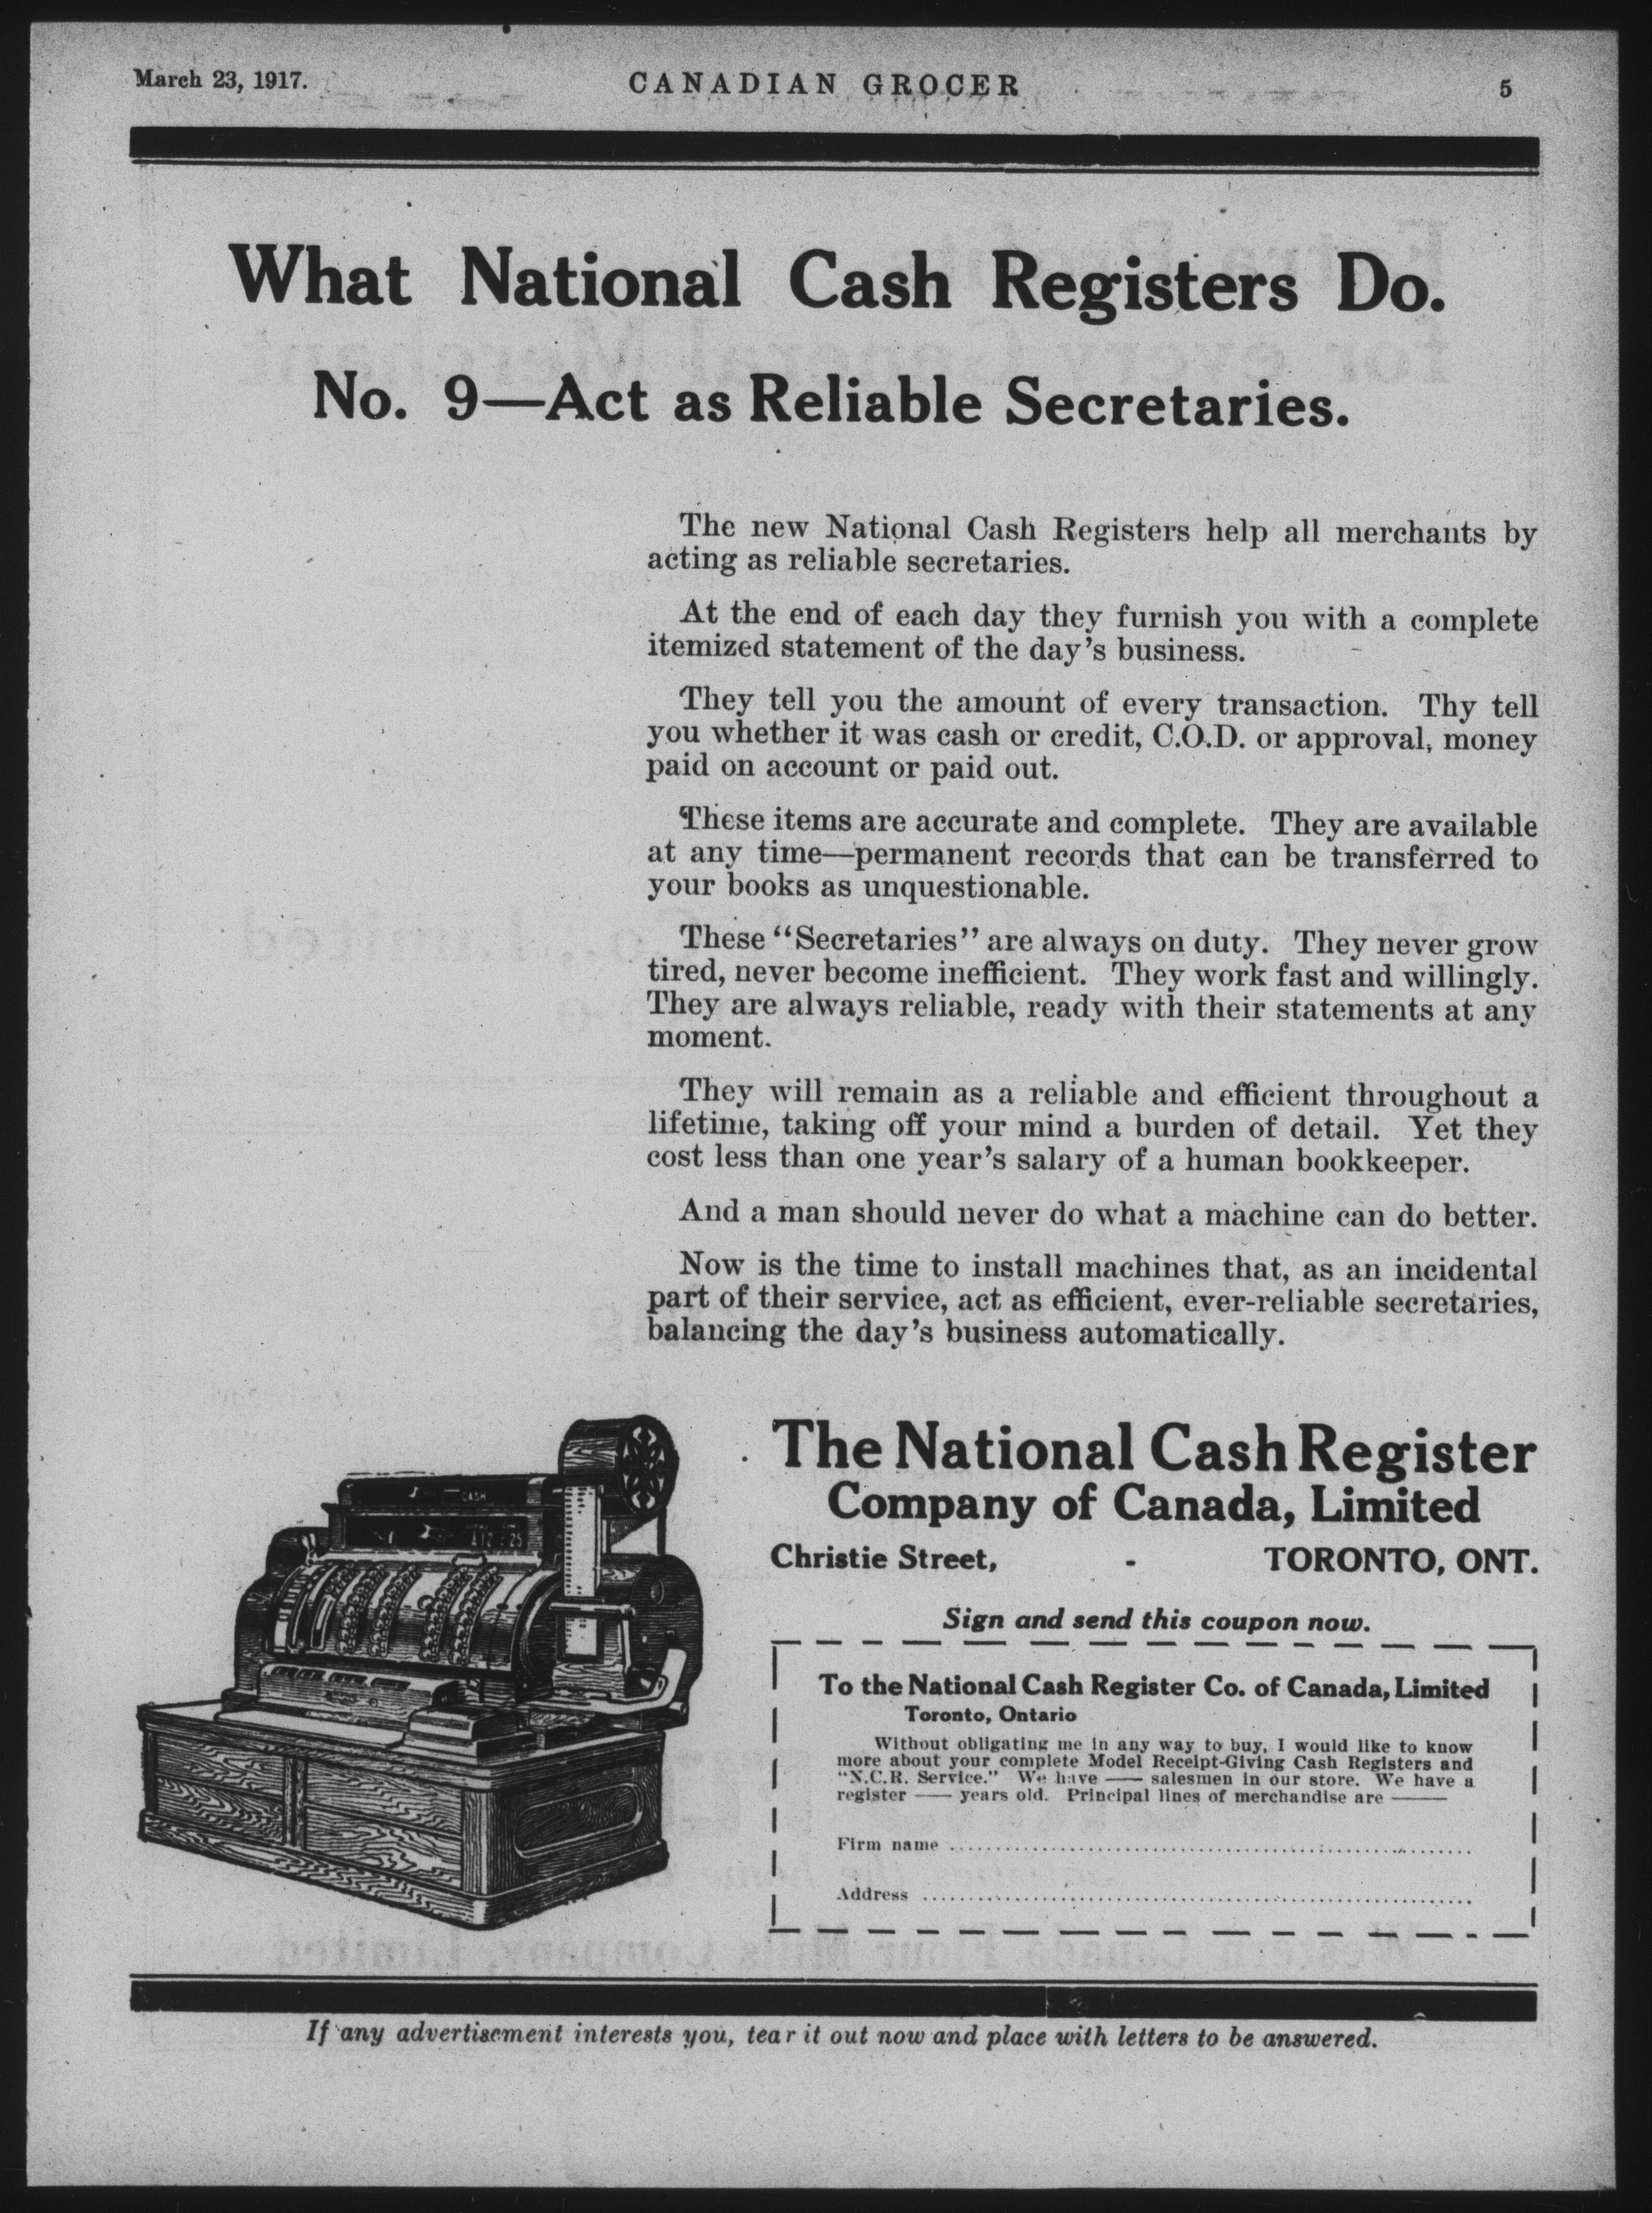 March 23, 1917.
CANADIAN GROCER
5
What National Cash Registers Do.
No. 9—Act as Reliable Secretaries.
The new National Cash Registers help all merchants by
acting as reliable secretaries.
At the end of each day they furnish you with a complete
itemized statement of the day's business.
They tell you the amount of every transaction. Thy tell
you whether it was cash or credit, C.O.D. or approval, money
paid on account or paid out.
These items are accurate and complete. They are available
at any time—permanent records that can be transferred to
your books as unquestionable.
These "Secretaries" are always on duty. They never grow
tired, never become inefficient. They work fast and willingly.
They are always reliable, ready with their statements at any
moment.
They will remain as a reliable and efficient throughout a
lifetime, taking off your mind a burden of detail. Yet they
cost less than one year's salary of a human bookkeeper.
And a man should never do what a machine can do better.
Now is the time to install machines that, as an incidental
part of their service, act as efficient, ever-reliable secretaries,
balancing the day's business automatically.
CASH
The National Cash Register
Company of Canada, Limited
Christie Street, - TORONTO, ONT.
Sign and send this coupon now.
To the National Cash Register Co. of Canada, Limited
Toronto, Ontario
Without obligating me in any way to buy, I would like to know
more about your complete Model Receipt-Giving Cash Registers and
"N.C.R. Service." We have —— salesmen in our store. We have a
register —— years old. Principal lines of merchandise are ——
Firm name
Address
If any advertisement interests you, tear it out now and place with letters to be answered.